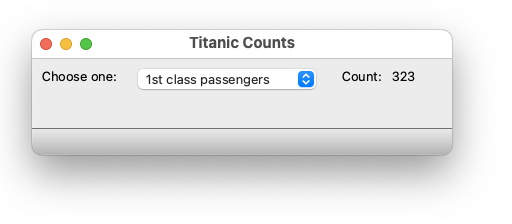 Titanic Counts
Choose one: 1st class passengers Count: 323